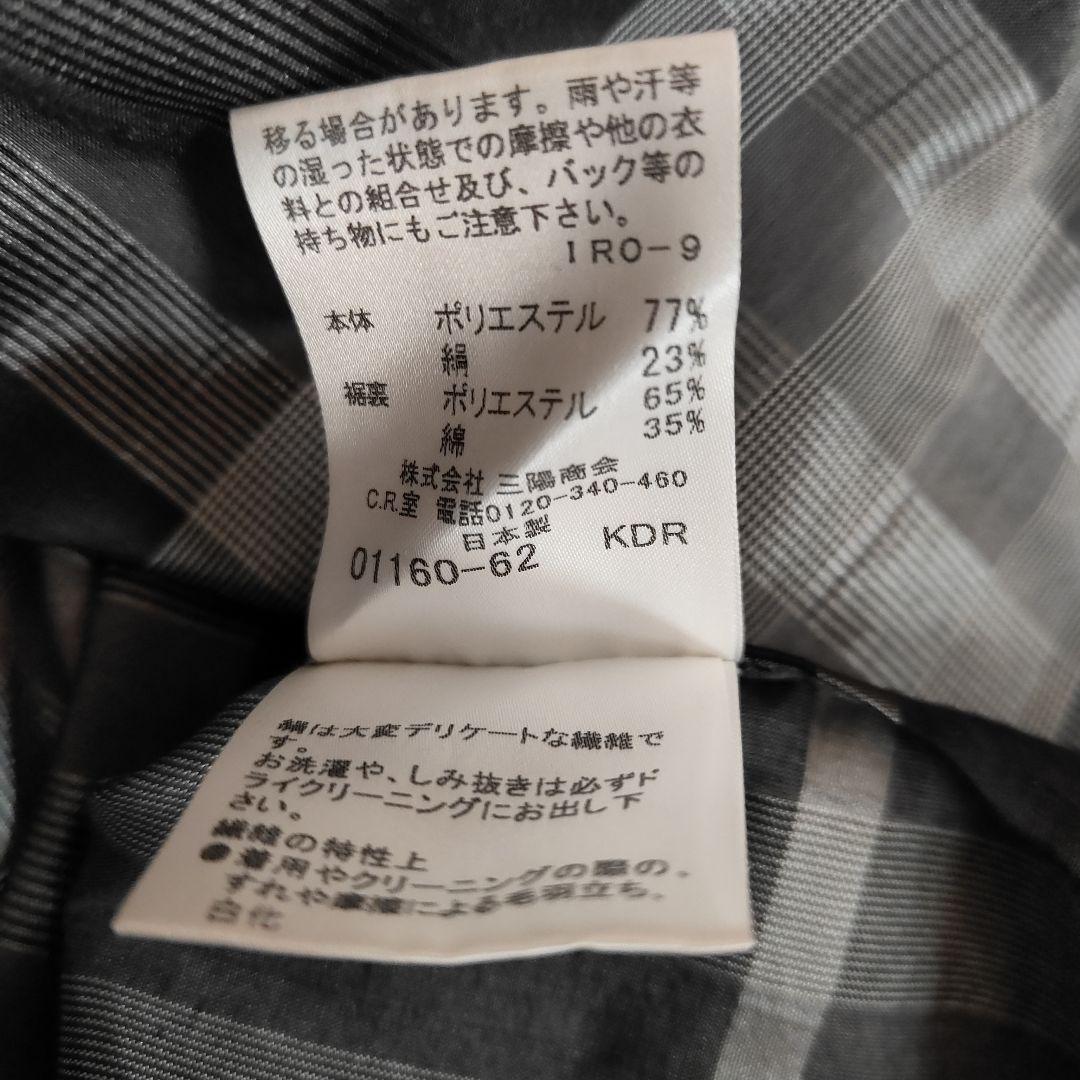 移る場合があります。雨や汗等
の湿った状態での摩擦や他の衣
料との組合せ及び、バック等の
持ち物にもご注意下さい。
IRO-9
本体 ポリエステル 77%
絹 23%
裾裏 ポリエステル 65%
綿 35%
株式会社 三陽商会
C.R.室 電話0120-340-460
日本製
01160-62 KDR
絹は大変デリケートな繊維で
す。
お洗濯や、しみ抜きは必ずド
ライクリーニングにお出し下
さい。
繊維の特性上
●着用やクリーニングの際の、
すれや摩擦による毛羽立ち、
白化